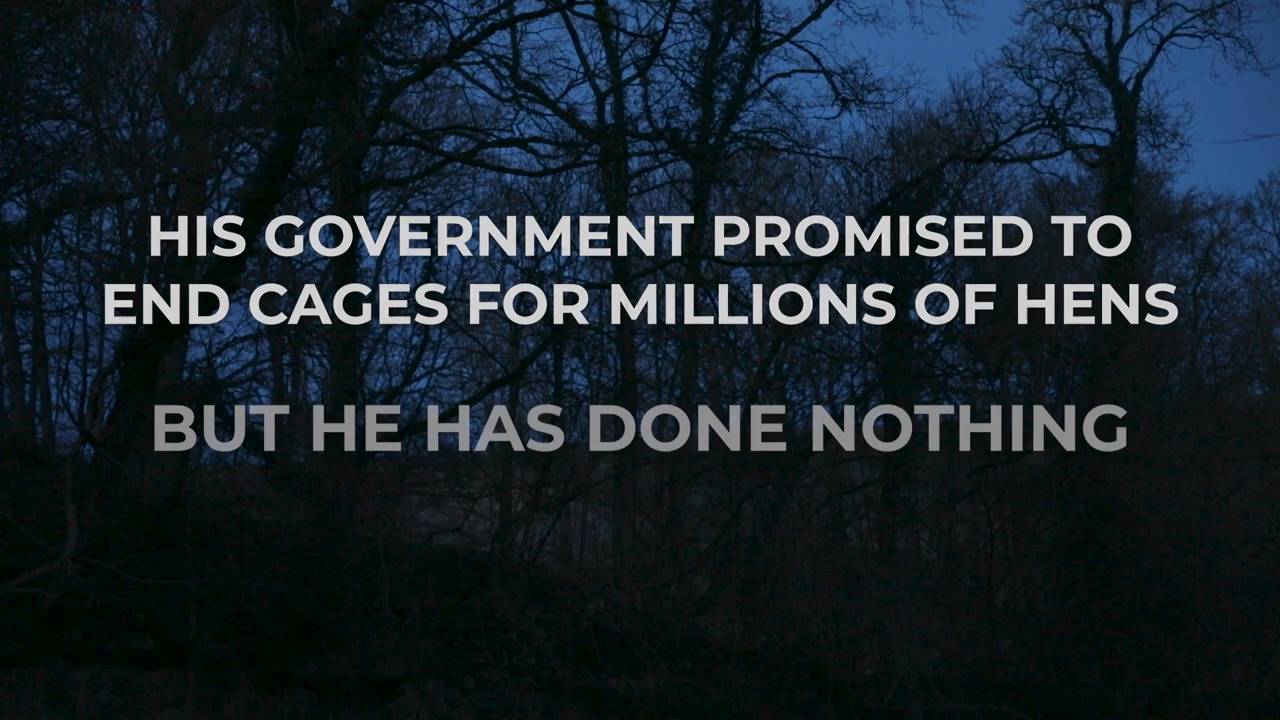 HIS GOVERNMENT PROMISED TO
END CAGES FOR MILLIONS OF HENS
BUT HE HAS DONE NOTHING